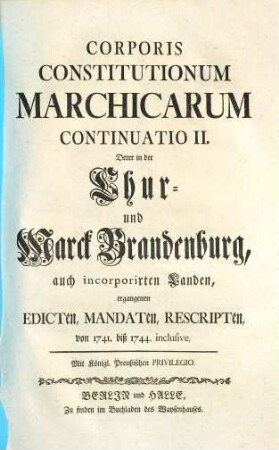 CORPORIS
CONSTITUTIONUM
MARCHICARUM
CONTINUATIO II.
Derer in der
Chur-
und
Marck Brandenburg,
auch incorporirten Landen,
ergangenen
EDICTen, MANDATen, RESCRIPTen,
von 1741. biß 1744. inclusive.
Mit Königl. Preußischen PRIVILEGIO.
BERLIN und HALLE,
Zu finden im Buchladen des Waysenhauses.